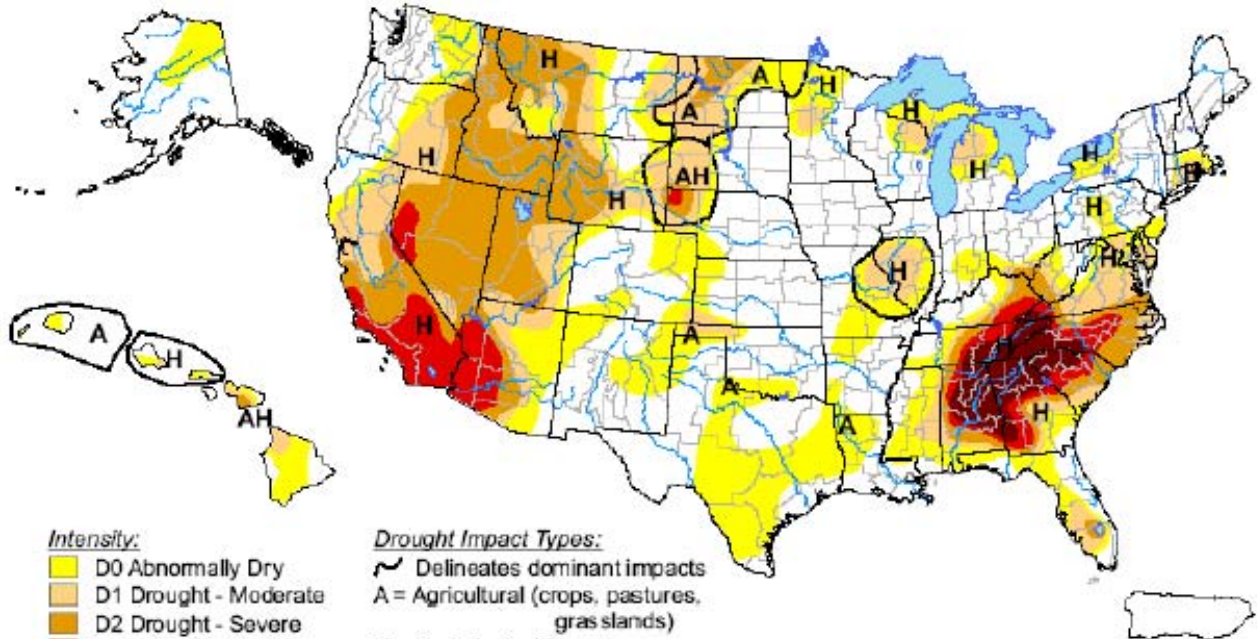 H
A
H
H
A
H
H
AH
H
H
H
H
H
H
H
H
A
H
H
AH
A
A
A
H
H
Intensity:
D0 Abnormally Dry
D1 Drought - Moderate
D2 Drought - Severe
Drought Impact Types:
Delineates dominant impacts
A = Agricultural (crops, pastures,
grasslands)